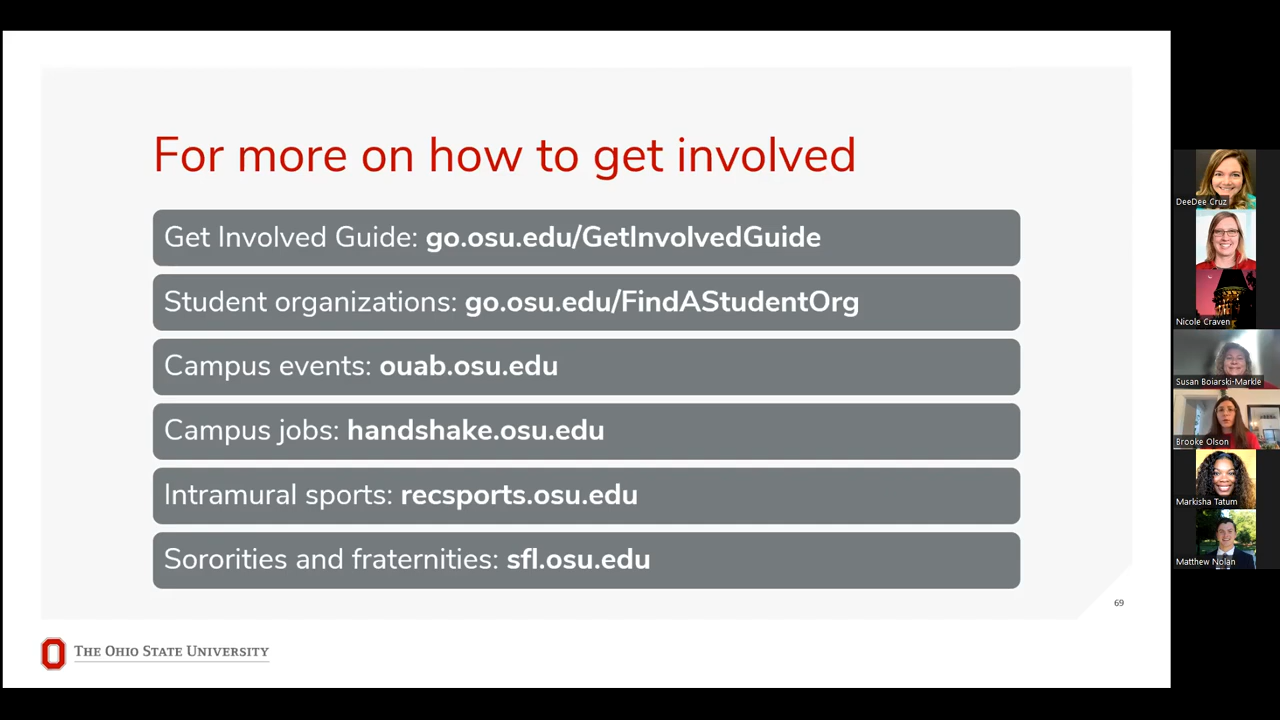 For more on how to get involved
Get Involved Guide: go.osu.edu/GetInvolvedGuide
Student organizations: go.osu.edu/FindAStudentOrg
Campus events: ouab.osu.edu
Campus jobs: handshake.osu.edu
Intramural sports: recsports.osu.edu
Sororities and fraternities: sfl.osu.edu
69
THE OHIO STATE UNIVERSITY
DeeDee Cruz
Nicole Craven
Susan Boiarski-Markle
Brooke Olson
Markisha Tatum
Matthew Nolan